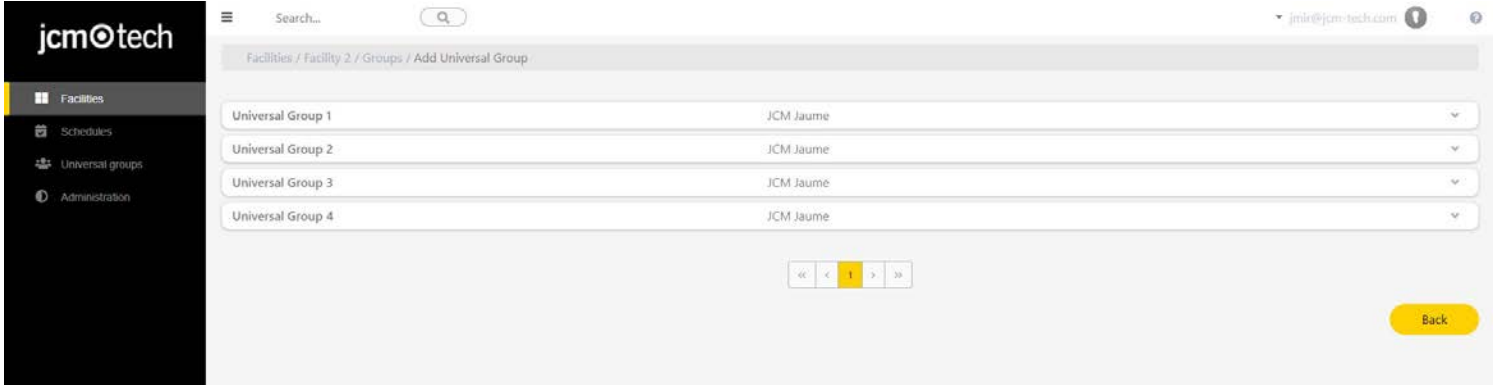 jcm tech
Search...
jmir@jcm-tech.com
Facilities / Facility 2 / Groups / Add Universal Group
Facilities
Schedules
Universal groups
Administration
Universal Group 1 JCM Jaume
Universal Group 2 JCM Jaume
Universal Group 3 JCM Jaume
Universal Group 4 JCM Jaume
« < 1 > »
Back